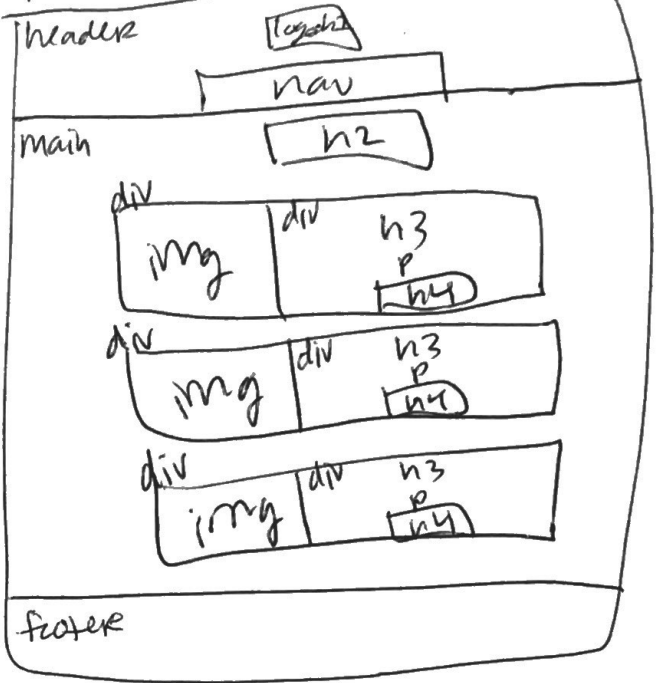 header
nav
main
h2
div
img
div
h3
p
h4
div
img
div
h3
p
h4
div
img
div
h3
p
h4
footer